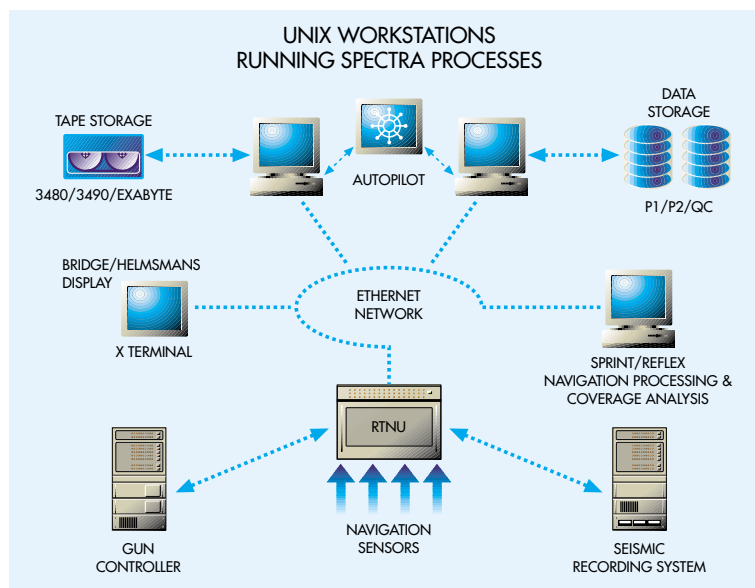 UNIX WORKSTATIONS
RUNNING SPECTRA PROCESSES
TAPE STORAGE
3480/3490/EXABYTE
AUTOPILOT
DATA
STORAGE
P1/P2/QC
BRIDGE/HELMSMANS
DISPLAY
X TERMINAL
ETHERNET
NETWORK
SPRINT/REFLEX
NAVIGATION PROCESSING &
COVERAGE ANALYSIS
RTNU
GUN
CONTROLLER
NAVIGATION
SENSORS
SEISMIC
RECORDING SYSTEM